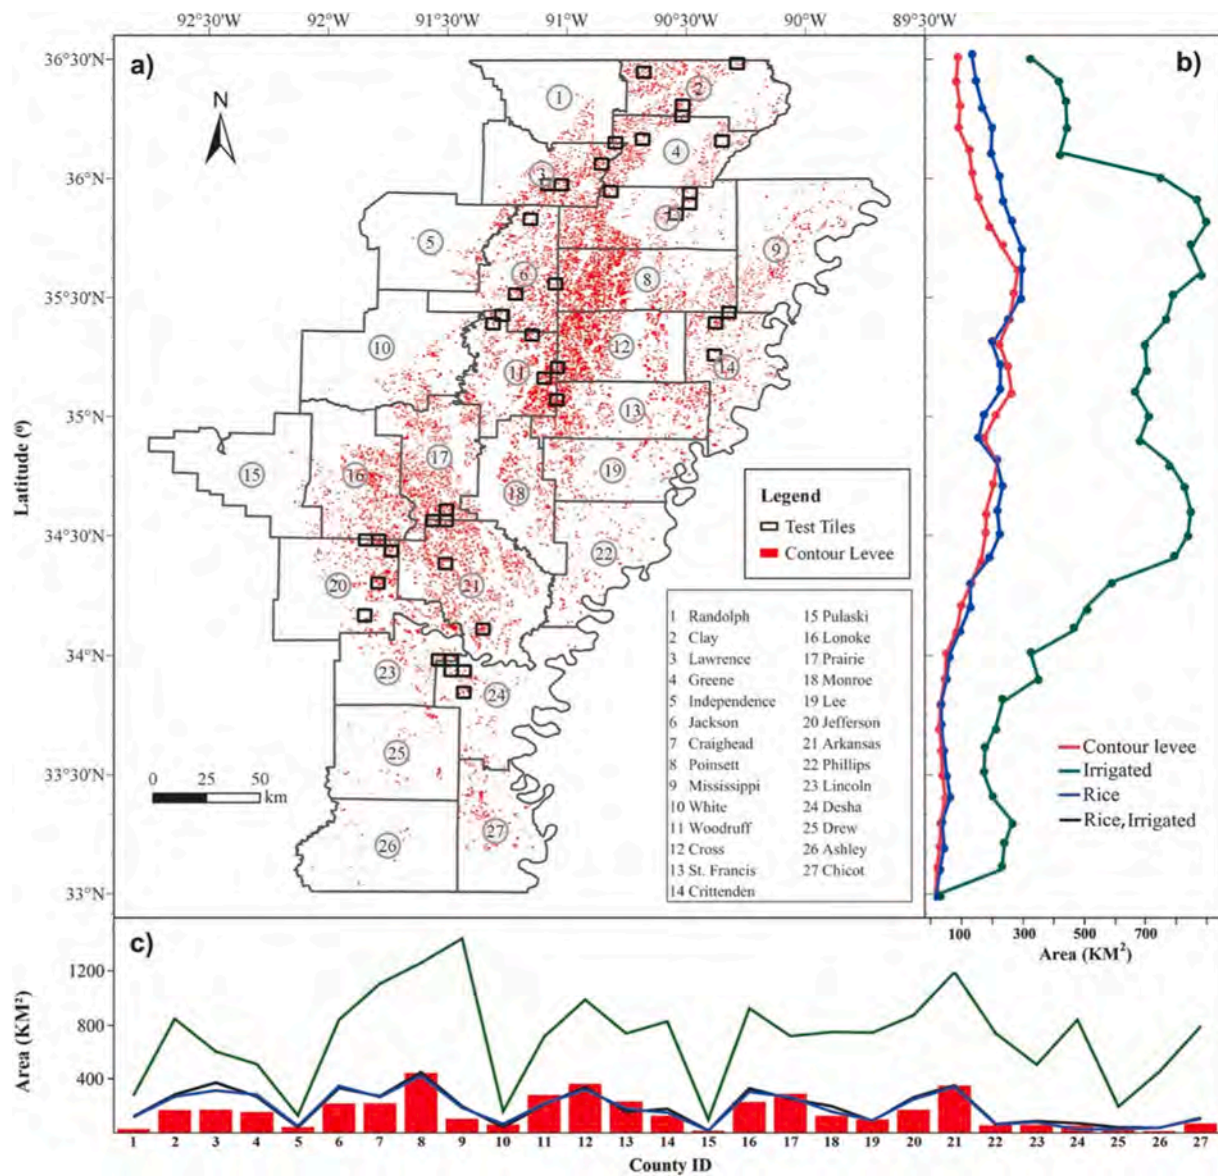 92°30'W 92°W 91°30'W 91°W 90°30'W 90°W 89°30'W
36°30'N
36°N
35°30'N
35°N
34°30'N
34°N
33°30'N
33°N
Latitude (º)
a)
N
1
2
3
4
5
6
8
9
10
11
12
13
14
15
16
17
18
19
20
21
22
23
24
25
26
27
0 25 50
km
Legend
Test Tiles
Contour Levee
1 Randolph
2 Clay
3 Lawrence
4 Greene
5 Independence
6 Jackson
7 Craighead
8 Poinsett
9 Mississippi
10 White
11 Woodruff
12 Cross
13 St. Francis
14 Crittenden
15 Pulaski
16 Lonoke
17 Prairie
18 Monroe
19 Lee
20 Jefferson
21 Arkansas
22 Phillips
23 Lincoln
24 Desha
25 Drew
26 Ashley
27 Chicot
b)
Contour levee
Irrigated
Rice
Rice, Irrigated
100 300 500 700
Area (KM²)
c)
Area (KM²)
1200
800
400
1 2 3 4 5 6 7 8 9 10 11 12 13 14 15 16 17 18 19 20 21 22 23 24 25 26 27
County ID